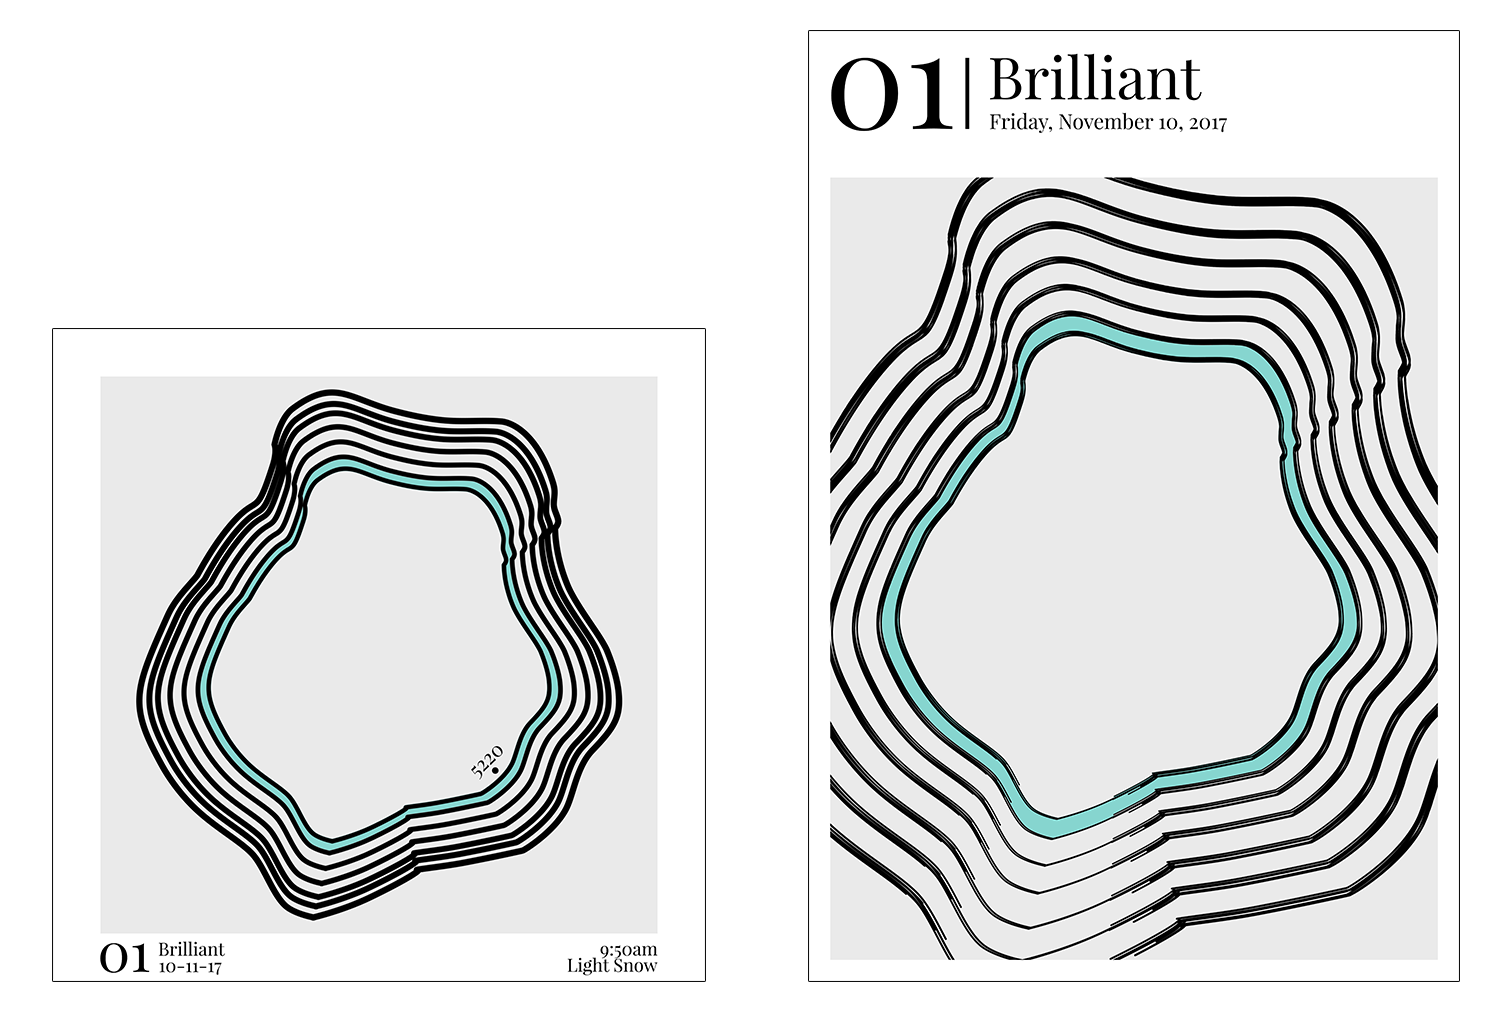 5220
01
Brilliant
10-11-17
9:50am
Light Snow
01
Brilliant
Friday, November 10, 2017